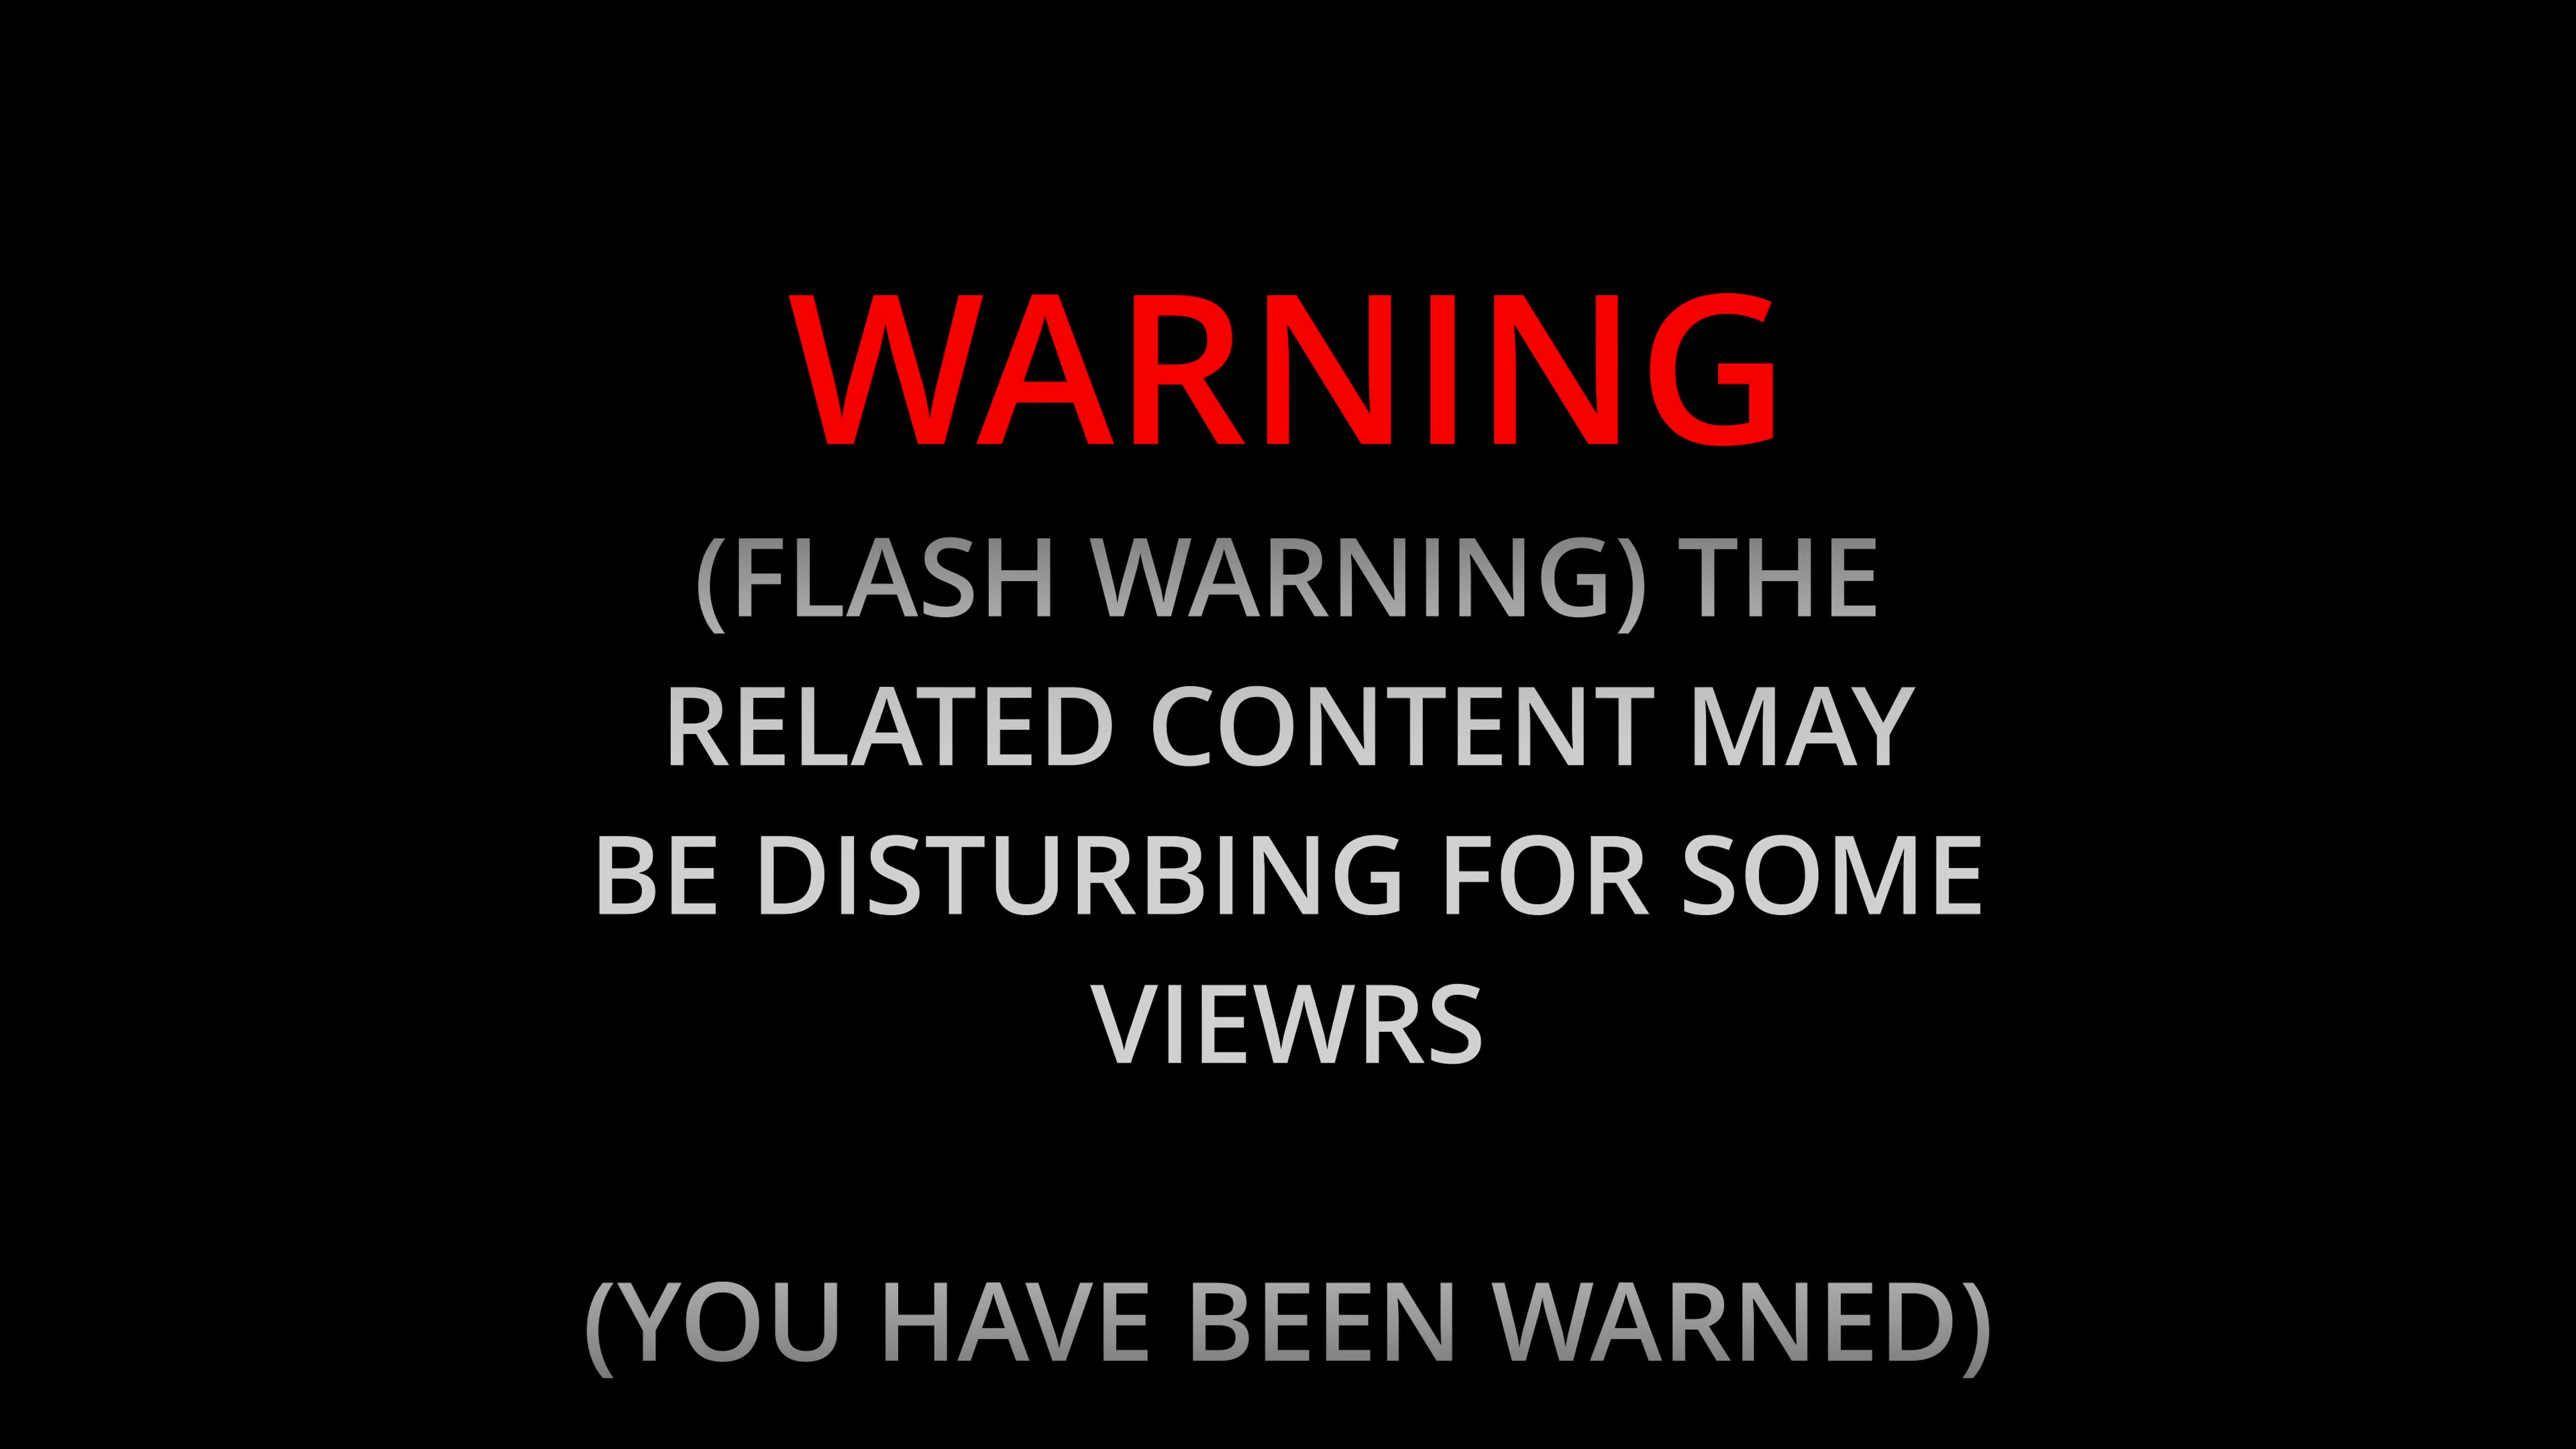 WARNING
(FLASH WARNING) THE
RELATED CONTENT MAY
BE DISTURBING FOR SOME
VIEWRS
(YOU HAVE BEEN WARNED)